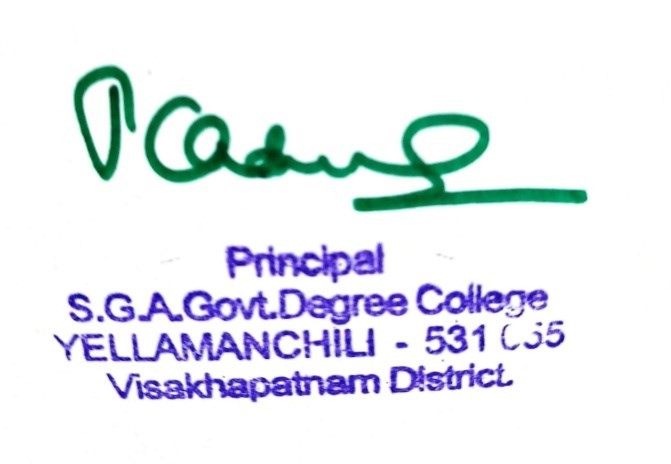 Principal
S.G.A.Govt.Degree College
YELLAMANCHILI - 531
Visakhapatnam District.